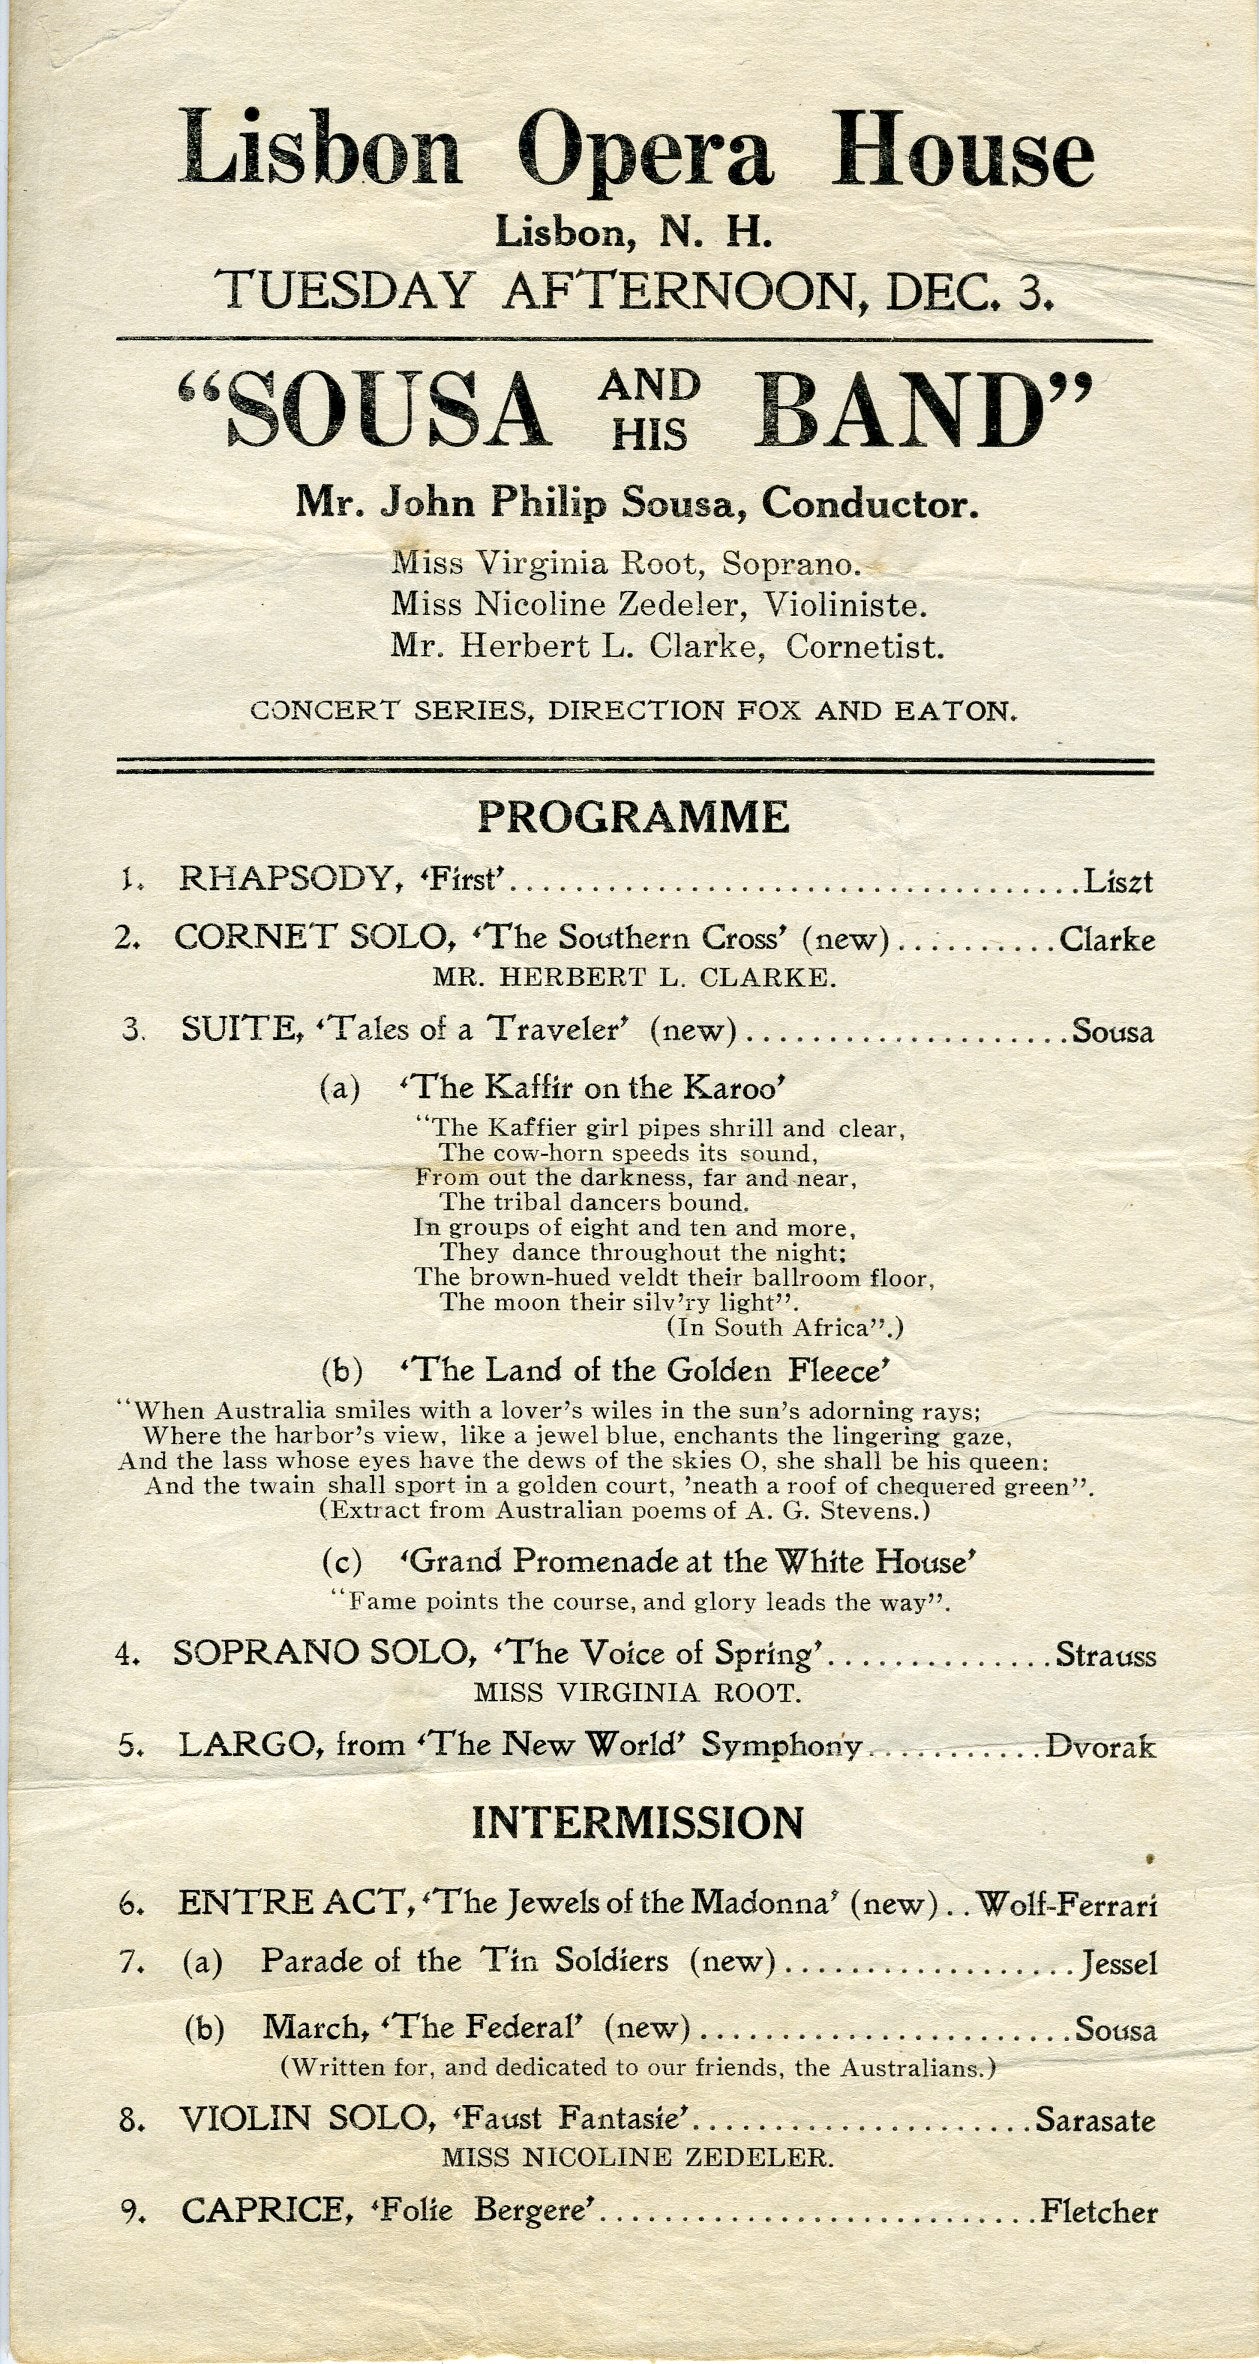 Lisbon Opera House
Lisbon, N. H.
TUESDAY AFTERNOON, DEC. 3.
“SOUSA AND HIS BAND”
Mr. John Philip Sousa, Conductor.
Miss Virginia Root, Soprano.
Miss Nicoline Zedeler, Violiniste.
Mr. Herbert L. Clarke, Cornetist.
CONCERT SERIES, DIRECTION FOX AND EATON.
PROGRAMME
1. RHAPSODY, ‘First’....................................Liszt
2. CORNET SOLO, ‘The Southern Cross’ (new)..........Clarke
MR. HERBERT L. CLARKE.
3. SUITE, ‘Tales of a Traveler’ (new)....................Sousa
(a) ‘The Kaffir on the Karoo’
“The Kaffier girl pipes shrill and clear,
The cow-horn speeds its sound,
From out the darkness, far and near,
The tribal dancers bound.
In groups of eight and ten and more,
They dance throughout the night;
The brown-hued veldt their ballroom floor,
The moon their silv’ry light”.
(In South Africa”.)
(b) ‘The Land of the Golden Fleece’
“When Australia smiles with a lover’s wiles in the sun’s adorning rays;
Where the harbor’s view, like a jewel blue, enchants the lingering gaze,
And the lass whose eyes have the dews of the skies O, she shall be his queen:
And the twain shall sport in a golden court, ’neath a roof of chequered green”.
(Extract from Australian poems of A. G. Stevens.)
(c) ‘Grand Promenade at the White House’
“Fame points the course, and glory leads the way”.
4. SOPRANO SOLO, ‘The Voice of Spring’..............Strauss
MISS VIRGINIA ROOT.
5. LARGO, from ‘The New World’ Symphony...........Dvorak
INTERMISSION
6. ENTRE ACT, ‘The Jewels of the Madonna’ (new)..Wolf-Ferrari
7. (a) Parade of the Tin Soldiers (new)..................Jessel
(b) March, ‘The Federal’ (new).......................Sousa
(Written for, and dedicated to our friends, the Australians.)
8. VIOLIN SOLO, ‘Faust Fantasie’.....................Sarasate
MISS NICOLINE ZEDELER.
9. CAPRICE, ‘Folie Bergere’...........................Fletcher